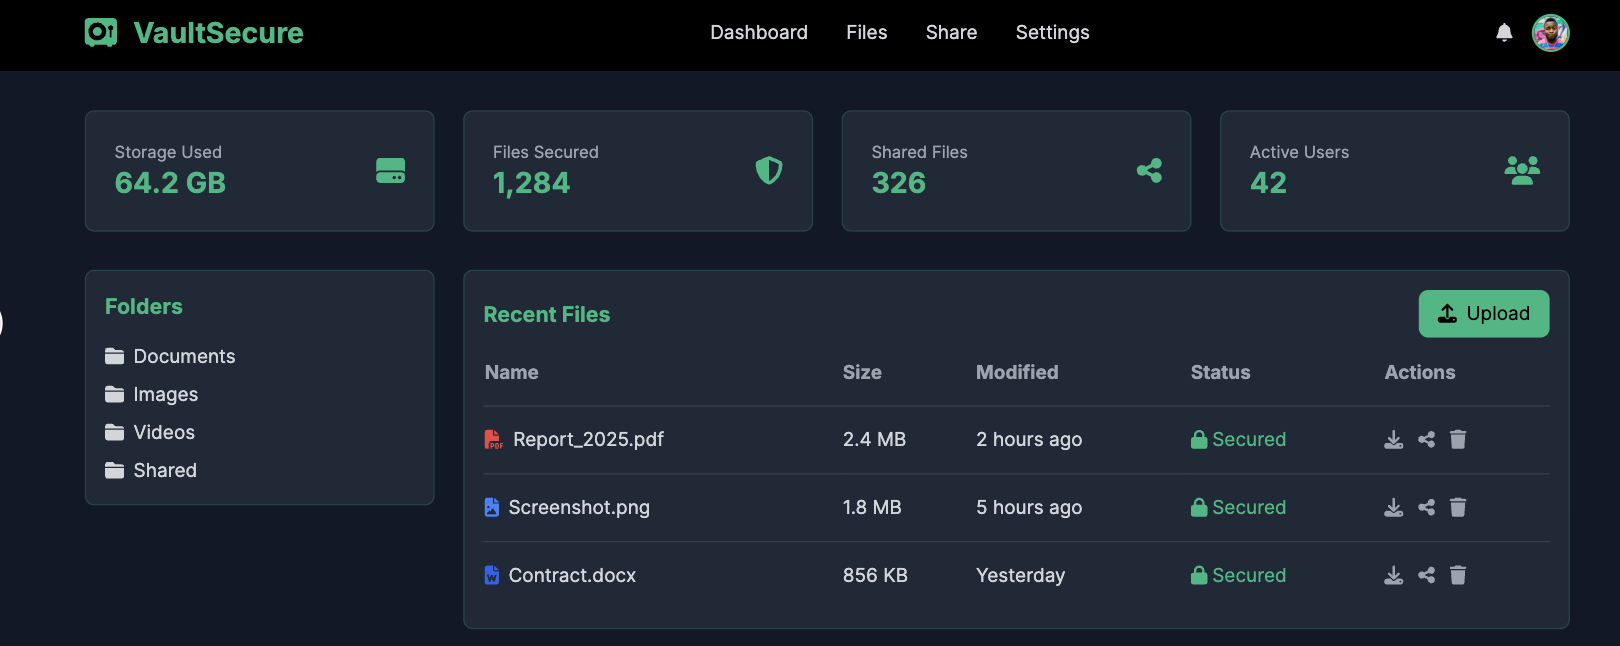 VaultSecure
Dashboard Files Share Settings
Storage Used
64.2 GB
Files Secured
1,284
Shared Files
326
Active Users
42
Folders
Documents
Images
Videos
Shared
Recent Files
Upload
Name Size Modified Status Actions
PDF Report_2025.pdf 2.4 MB 2 hours ago Secured
Screenshot.png 1.8 MB 5 hours ago Secured
W Contract.docx 856 KB Yesterday Secured